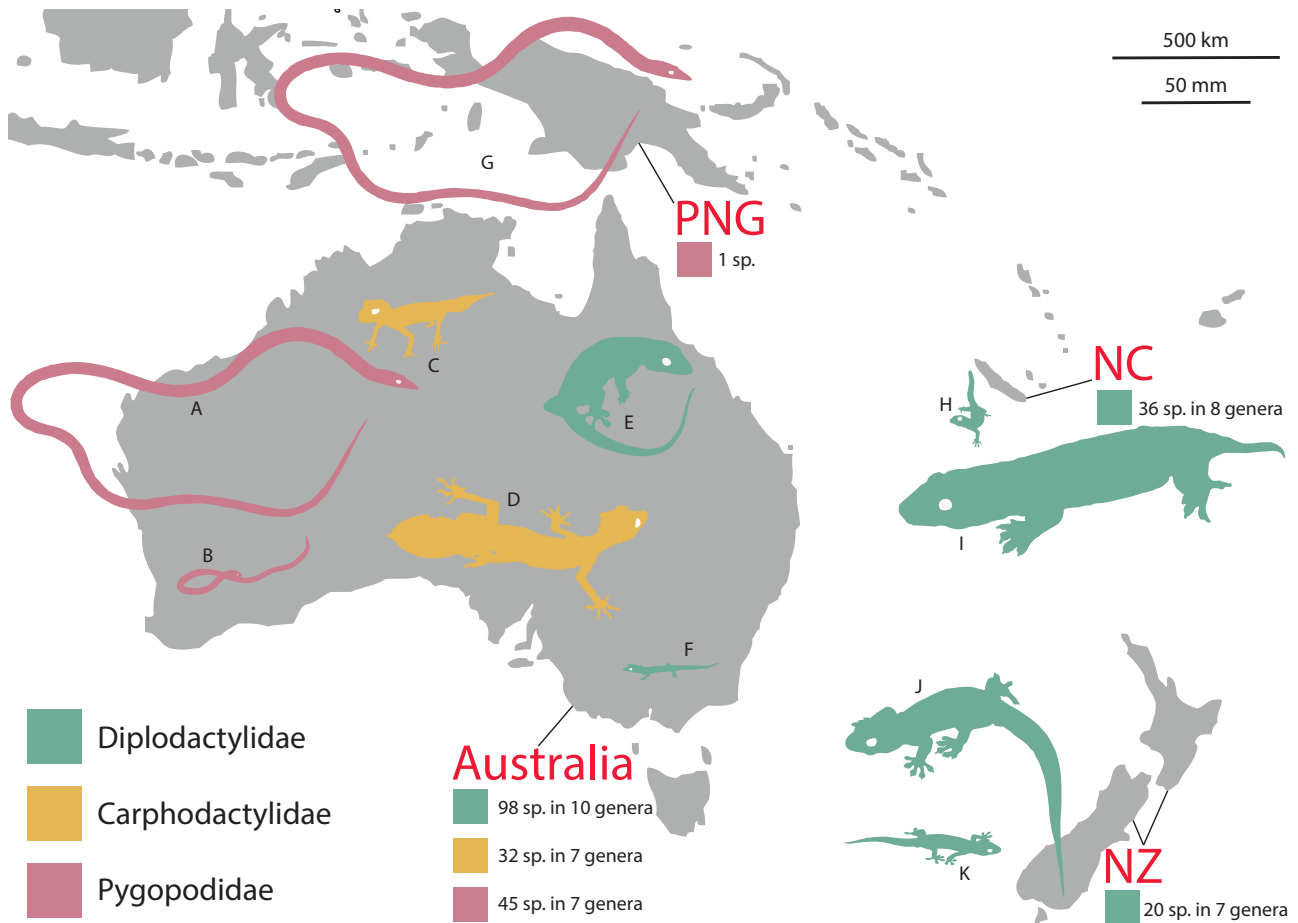 500 km
50 mm
G
PNG
1 sp.
C
A
E
NC
H
36 sp. in 8 genera
D
I
B
F
J
Diplodactylidae
Australia
98 sp. in 10 genera
Carphodactylidae
32 sp. in 7 genera
K
NZ
Pygopodidae
45 sp. in 7 genera
20 sp. in 7 genera